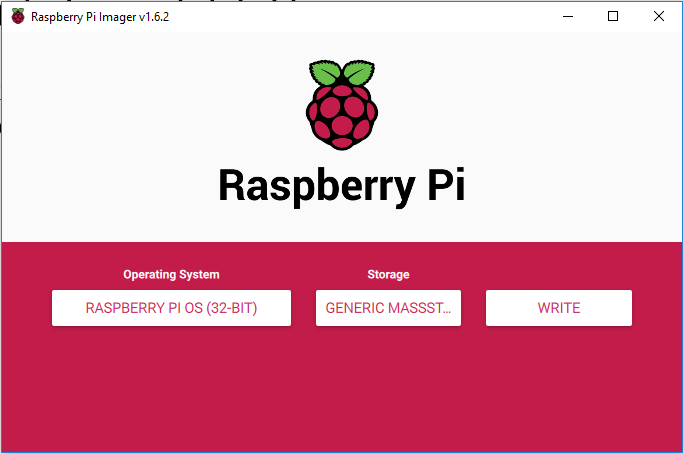 Raspberry Pi Imager v1.6.2
Raspberry Pi
Operating System
Storage
RASPBERRY PI OS (32-BIT)
GENERIC MASSST...
WRITE